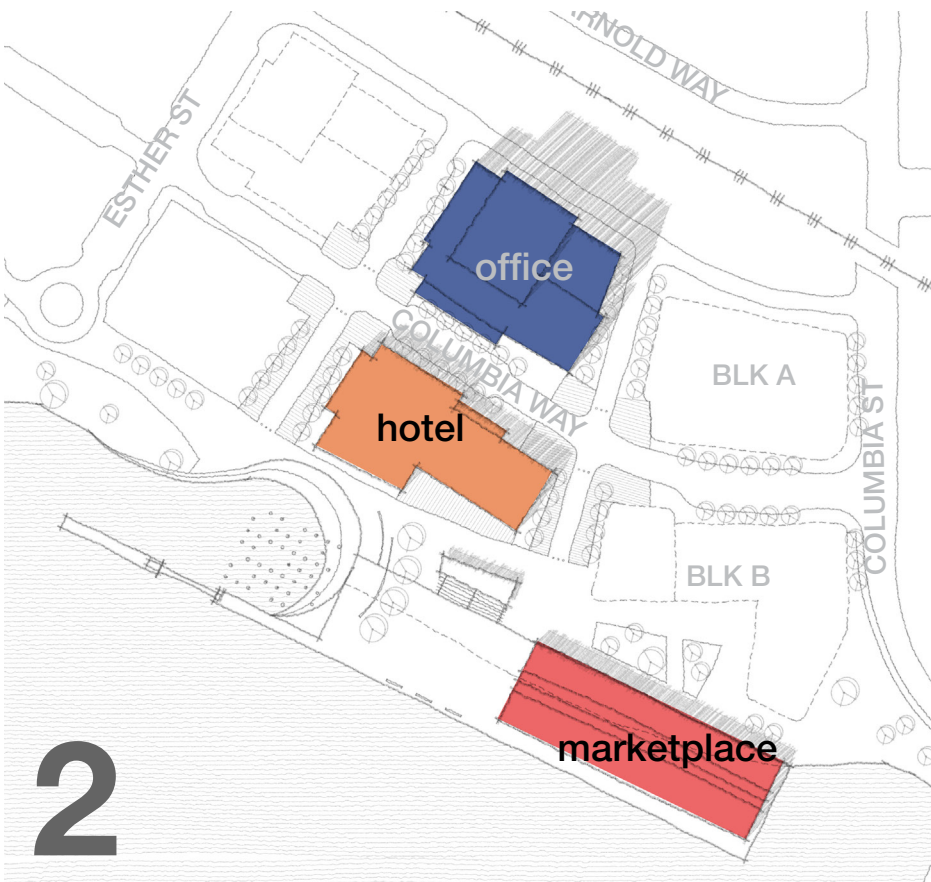 RNOLD WAY
ESTHER ST
office
COLUMBIA WAY
BLK A
hotel
COLUMBIA ST
BLK B
marketplace
2